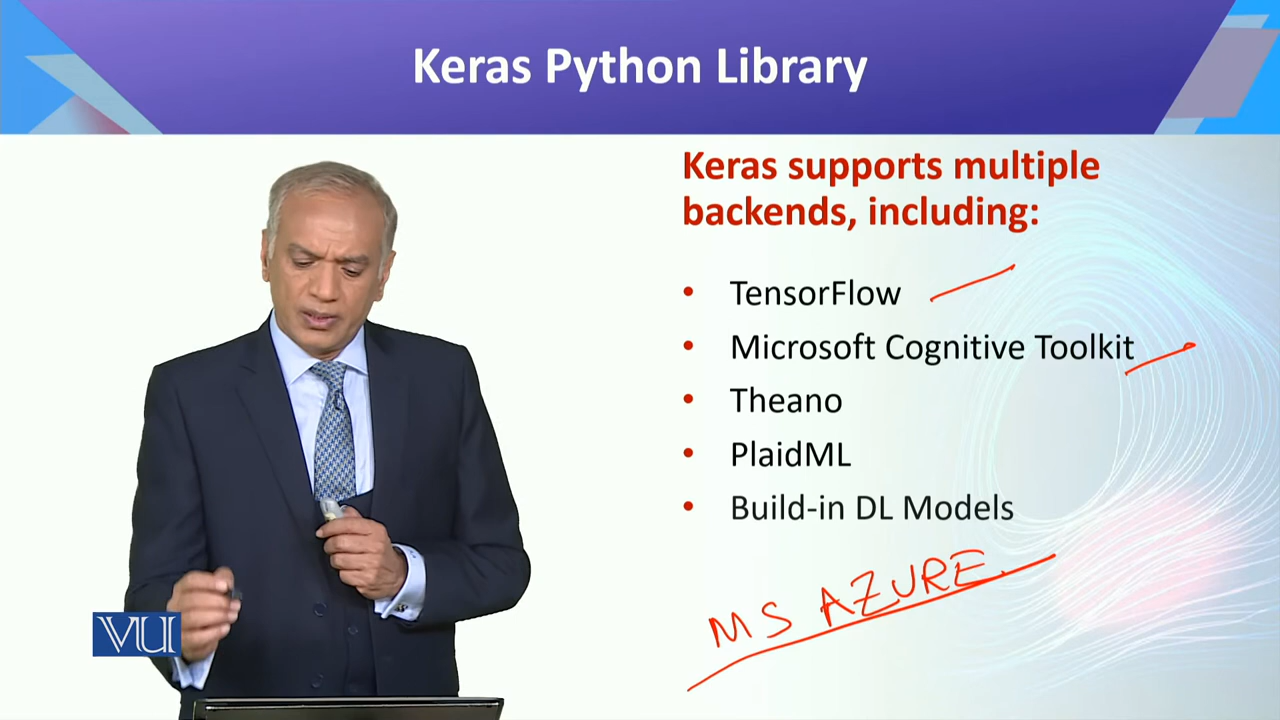 Keras Python Library
Keras supports multiple
backends, including:
• TensorFlow
• Microsoft Cognitive Toolkit
• Theano
• PlaidML
• Build-in DL Models
MS AZURE
VU